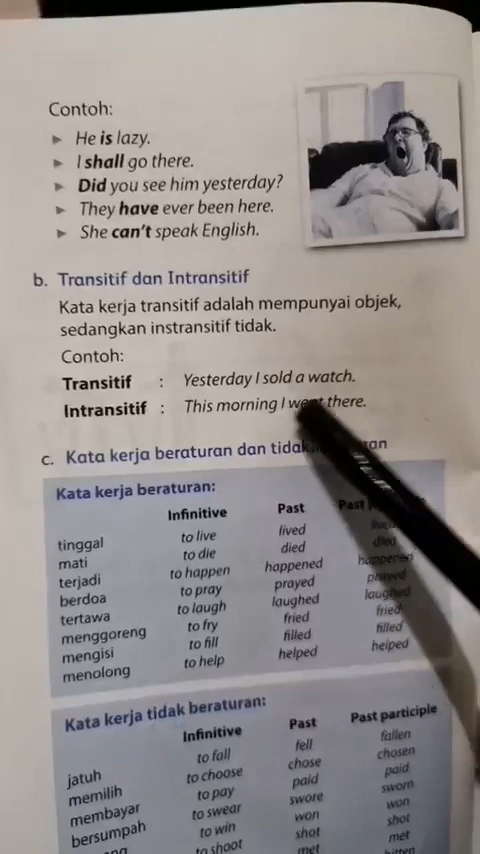 Contoh:
► He is lazy.
► I shall go there.
► Did you see him yesterday?
► They have ever been here.
► She can't speak English.
b. Transitif dan Intransitif
Kata kerja transitif adalah mempunyai objek,
sedangkan instransitif tidak.
Contoh:
Transitif : Yesterday I sold a watch.
Intransitif : This morning I went there.
c. Kata kerja beraturan dan
Kata kerja beraturan:
Infinitive Past Past
tinggal to live lived lived
mati to die died died
terjadi to happen happened happened
berdoa to pray prayed prayed
tertawa to laugh laughed laughed
menggoreng to fry fried fried
mengisi to fill filled filled
menolong to help helped helped
Kata kerja tidak beraturan:
Infinitive Past Past participle
jatuh to fall fell fallen
memilih to choose chose chosen
membayar to pay paid paid
bersumpah to swear swore sworn
to win won won
to shoot shot shot
met met